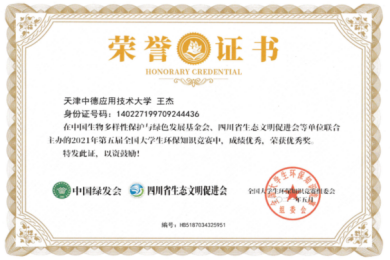 荣誉证书
HONORARY CREDENTIAL
天津中德应用技术大学 王杰
身份证号码：140227199709244436
在中国生物多样性保护与绿色发展基金会、四川省生态文明促进会等单位联合
主办的2021年第五届全国大学生环保知识竞赛中，成绩优秀，荣获优秀奖。
特发此证，以资鼓励！
中国绿发会
四川省生态文明促进会
全国大学生环保知识竞赛组委会
年五月
组委会
编号：HB5187034325951